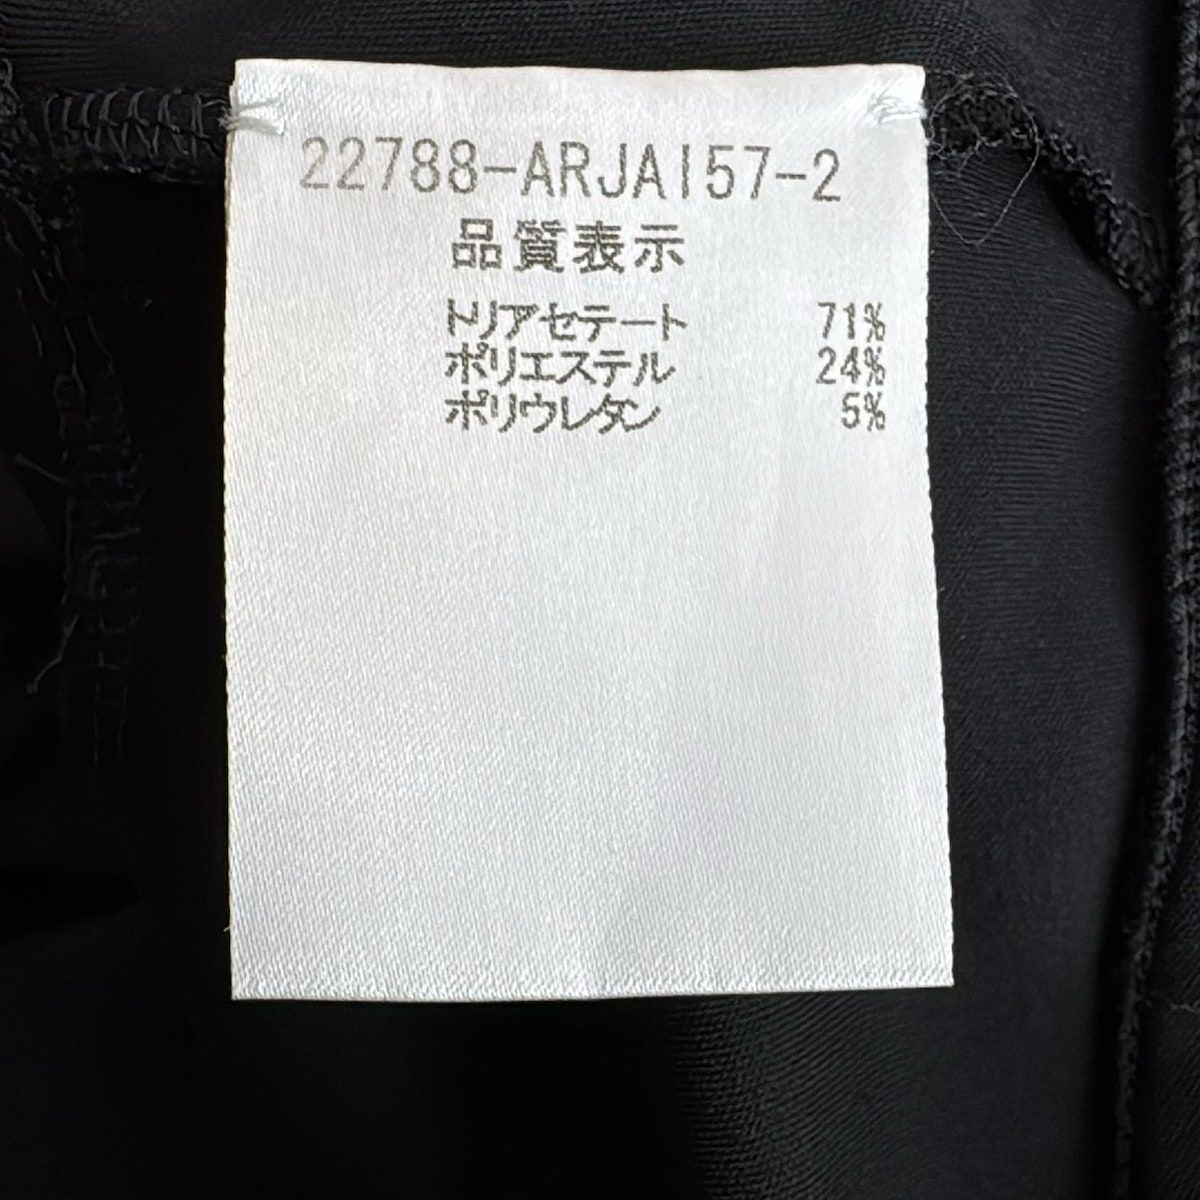 22788-ARJA157-2
品質表示
トリアセテート 71%
ポリエステル 24%
ポリウレタン 5%